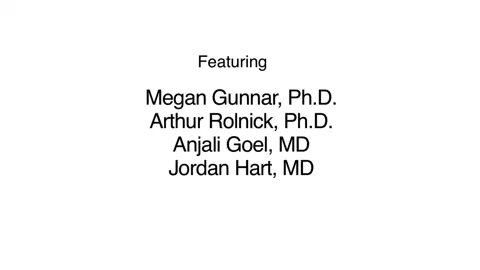 Featuring
Megan Gunnar, Ph.D.
Arthur Rolnick, Ph.D.
Anjali Goel, MD
Jordan Hart, MD